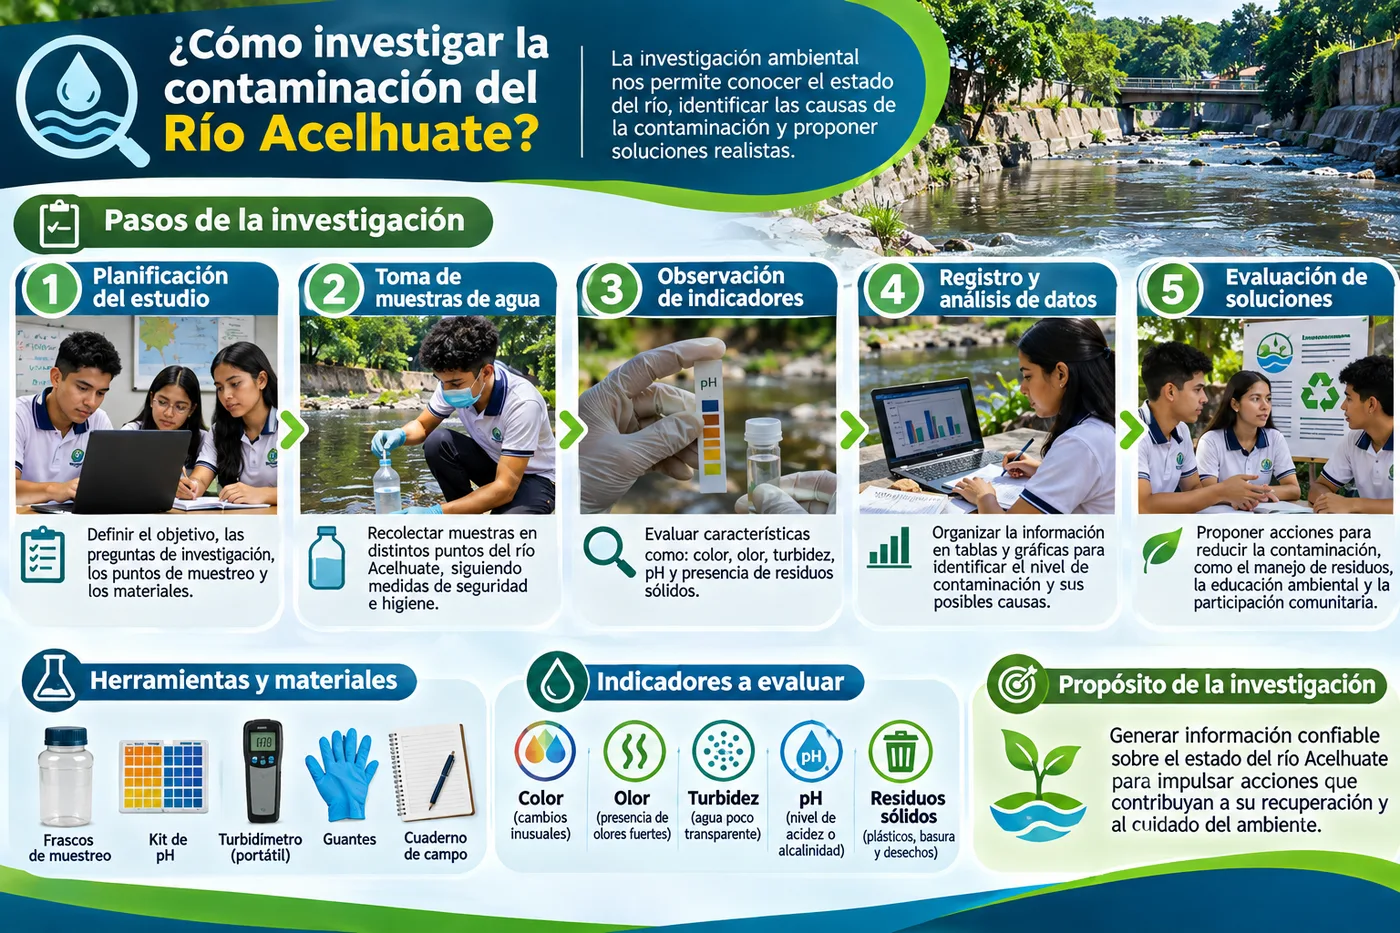 ¿Cómo investigar la
contaminación del
Río Acelhuate?
La investigación ambiental
nos permite conocer el estado
del río, identificar las causas de
la contaminación y proponer
soluciones realistas.
Pasos de la investigación
1
Planificación
del estudio
Definir el objetivo, las
preguntas de investigación,
los puntos de muestreo y
los materiales.
2
Toma de
muestras de agua
Recolectar muestras en
distintos puntos del río
Acelhuate, siguiendo
medidas de seguridad
e higiene.
3
Observación
de indicadores
pH
Evaluar características
como: color, olor, turbidez,
pH y presencia de residuos
sólidos.
4
Registro y
análisis de datos
Organizar la información
en tablas y gráficas para
identificar el nivel de
contaminación y sus
posibles causas.
5
Evaluación de
soluciones
Proponer acciones para
reducir la contaminación,
como el manejo de residuos,
la educación ambiental y la
participación comunitaria.
Herramientas y materiales
Frascos
de muestreo
Kit de
pH
Turbidímetro
(portátil)
Guantes
Cuaderno
de campo
Indicadores a evaluar
Color
(cambios
inusuales)
Olor
(presencia de
olores fuertes)
Turbidez
(agua poco
transparente)
pH
pH
(nivel de
acidez o
alcalinidad)
Residuos
sólidos
(plásticos, basura
y desechos)
Propósito de la investigación
Generar información confiable
sobre el estado del río Acelhuate
para impulsar acciones que
contribuyan a su recuperación y
al cuidado del ambiente.